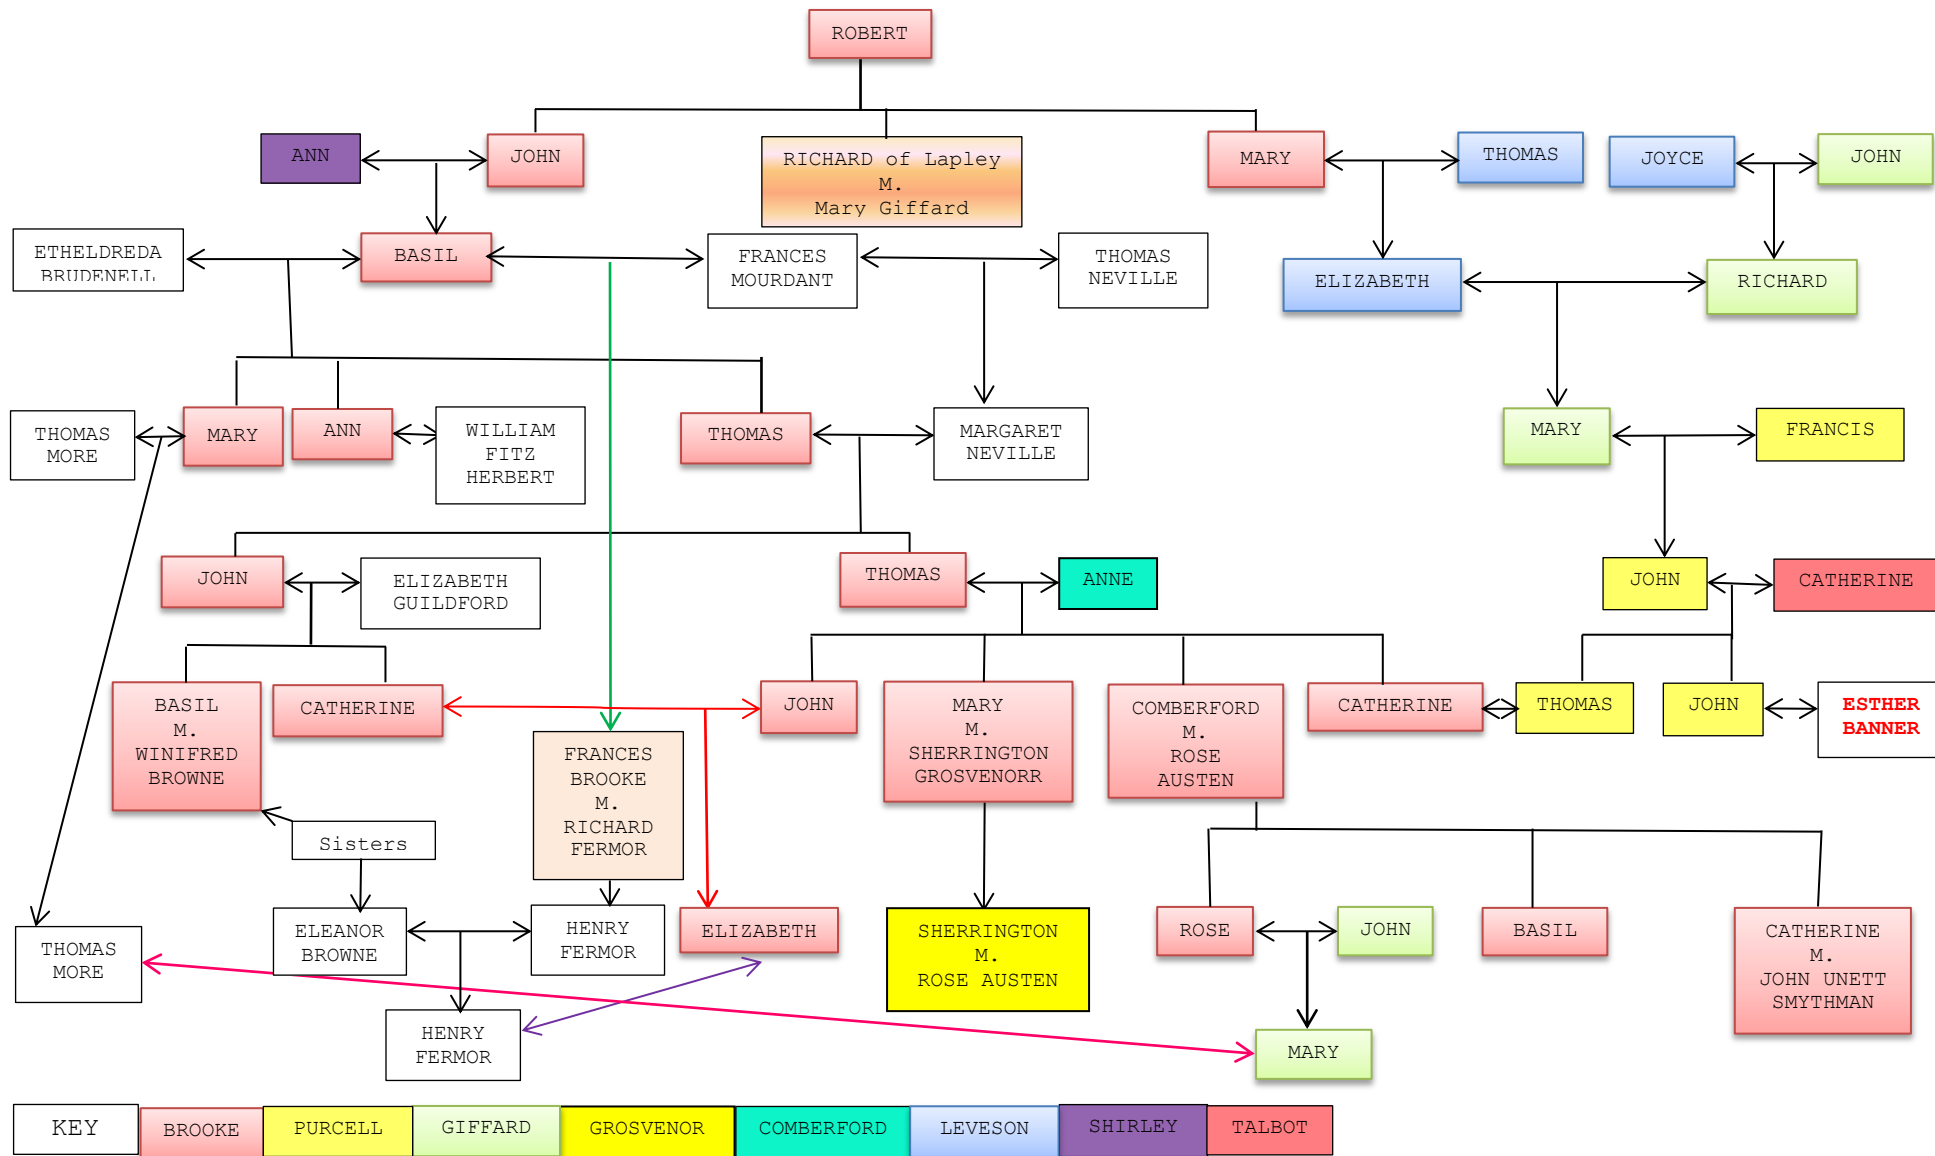 ROBERT
ANN
JOHN
RICHARD of Lapley
M.
Mary Giffard
MARY
THOMAS
JOYCE
JOHN
ETHELDREDA
BRUDENELL
BASIL
FRANCES
MOURDANT
THOMAS
NEVILLE
ELIZABETH
RICHARD
THOMAS
MORE
MARY
ANN
WILLIAM
FITZ
HERBERT
THOMAS
MARGARET
NEVILLE
MARY
FRANCIS
JOHN
ELIZABETH
GUILDFORD
THOMAS
ANNE
JOHN
CATHERINE
BASIL
M.
WINIFRED
BROWNE
CATHERINE
FRANCES
BROOKE
M.
RICHARD
FERMOR
JOHN
MARY
M.
SHERRINGTON
GROSVENORR
COMBERFORD
M.
ROSE
AUSTEN
CATHERINE
THOMAS
JOHN
ESTHER
BANNER
Sisters
THOMAS
MORE
ELEANOR
BROWNE
HENRY
FERMOR
ELIZABETH
SHERRINGTON
M.
ROSE AUSTEN
ROSE
JOHN
BASIL
CATHERINE
M.
JOHN UNETT
SMYTHMAN
HENRY
FERMOR
MARY
KEY
BROOKE
PURCELL
GIFFARD
GROSVENOR
COMBERFORD
LEVESON
SHIRLEY
TALBOT